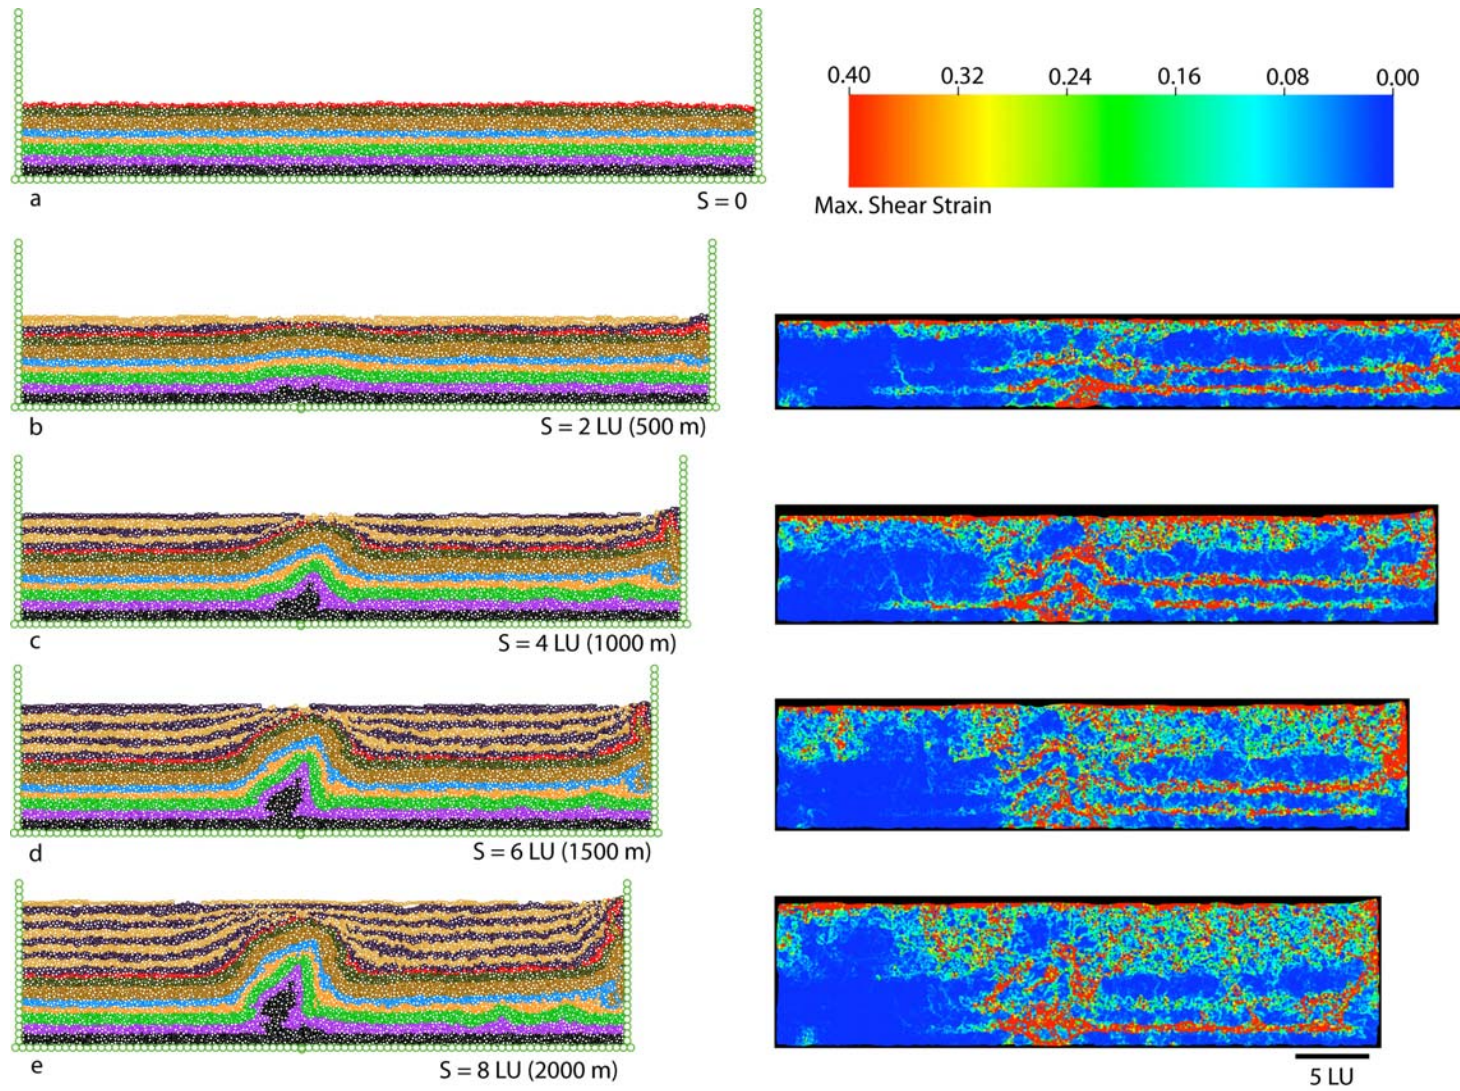 0.40 0.32 0.24 0.16 0.08 0.00
Max. Shear Strain
a
S = 0
b
S = 2 LU (500 m)
c
S = 4 LU (1000 m)
d
S = 6 LU (1500 m)
e
S = 8 LU (2000 m)
5 LU